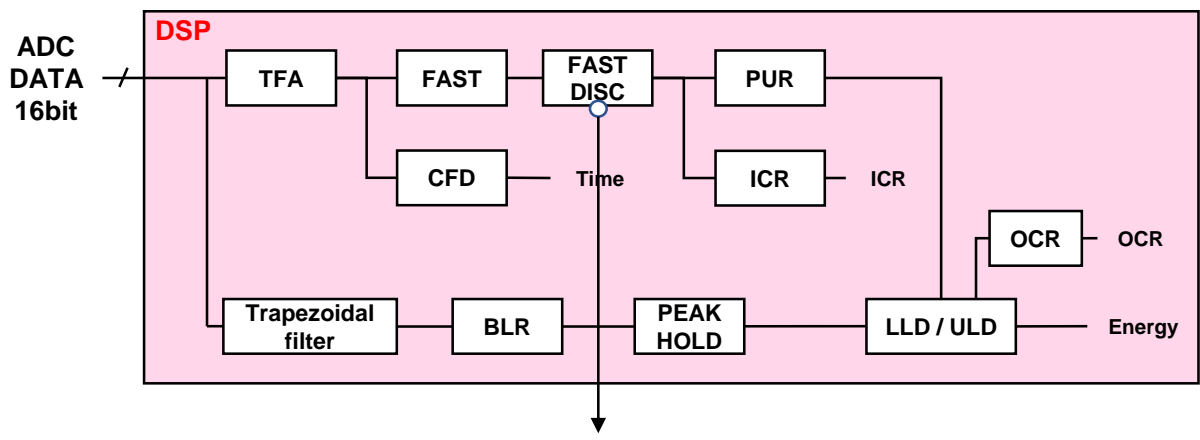 DSP
ADC
DATA
16bit
TFA
FAST
FAST
DISC
PUR
CFD
Time
ICR
ICR
OCR
OCR
Trapezoidal
filter
BLR
PEAK
HOLD
LLD / ULD
Energy